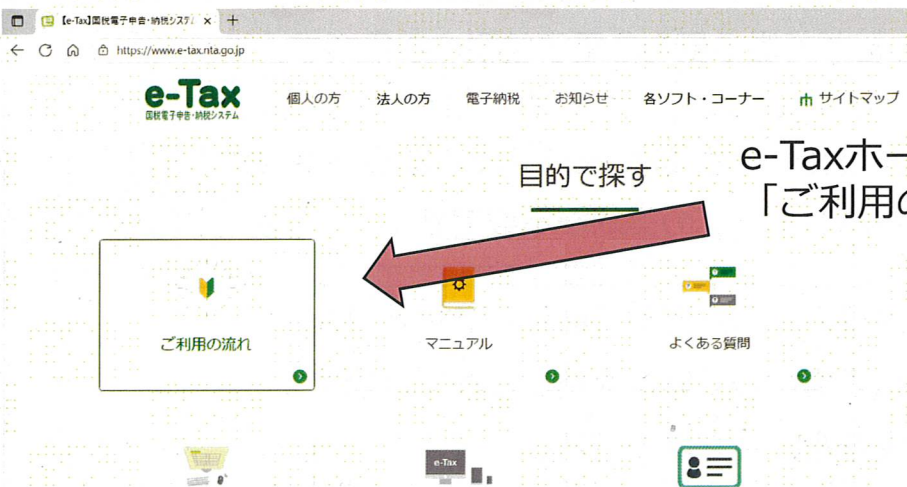 【e-Tax】国税電子申告・納税システ
https://www.e-tax.nta.go.jp
e-Tax
国税電子申告・納税システム
個人の方 法人の方 電子納税 お知らせ 各ソフト・コーナー サイトマップ
目的で探す
e-Taxホー
「ご利用の
ご利用の流れ
マニュアル
よくある質問
e-Tax